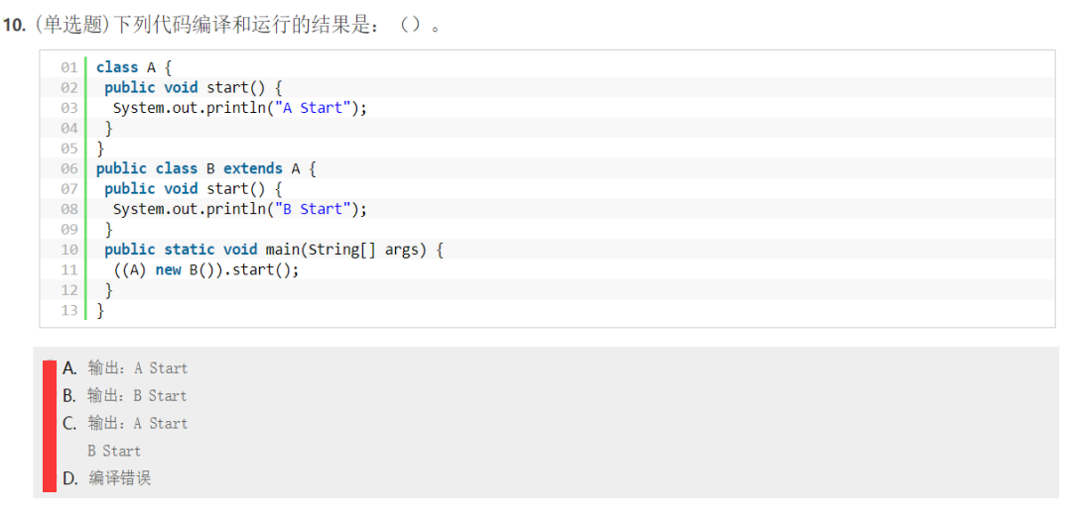 10. (单选题)下列代码编译和运行的结果是：（）。
01 class A {
02 public void start() {
03 System.out.println("A Start");
04 }
05 }
06 public class B extends A {
07 public void start() {
08 System.out.println("B Start");
09 }
10 public static void main(String[] args) {
11 ((A) new B()).start();
12 }
13 }
A. 输出：A Start
B. 输出：B Start
C. 输出：A Start
B Start
D. 编译错误